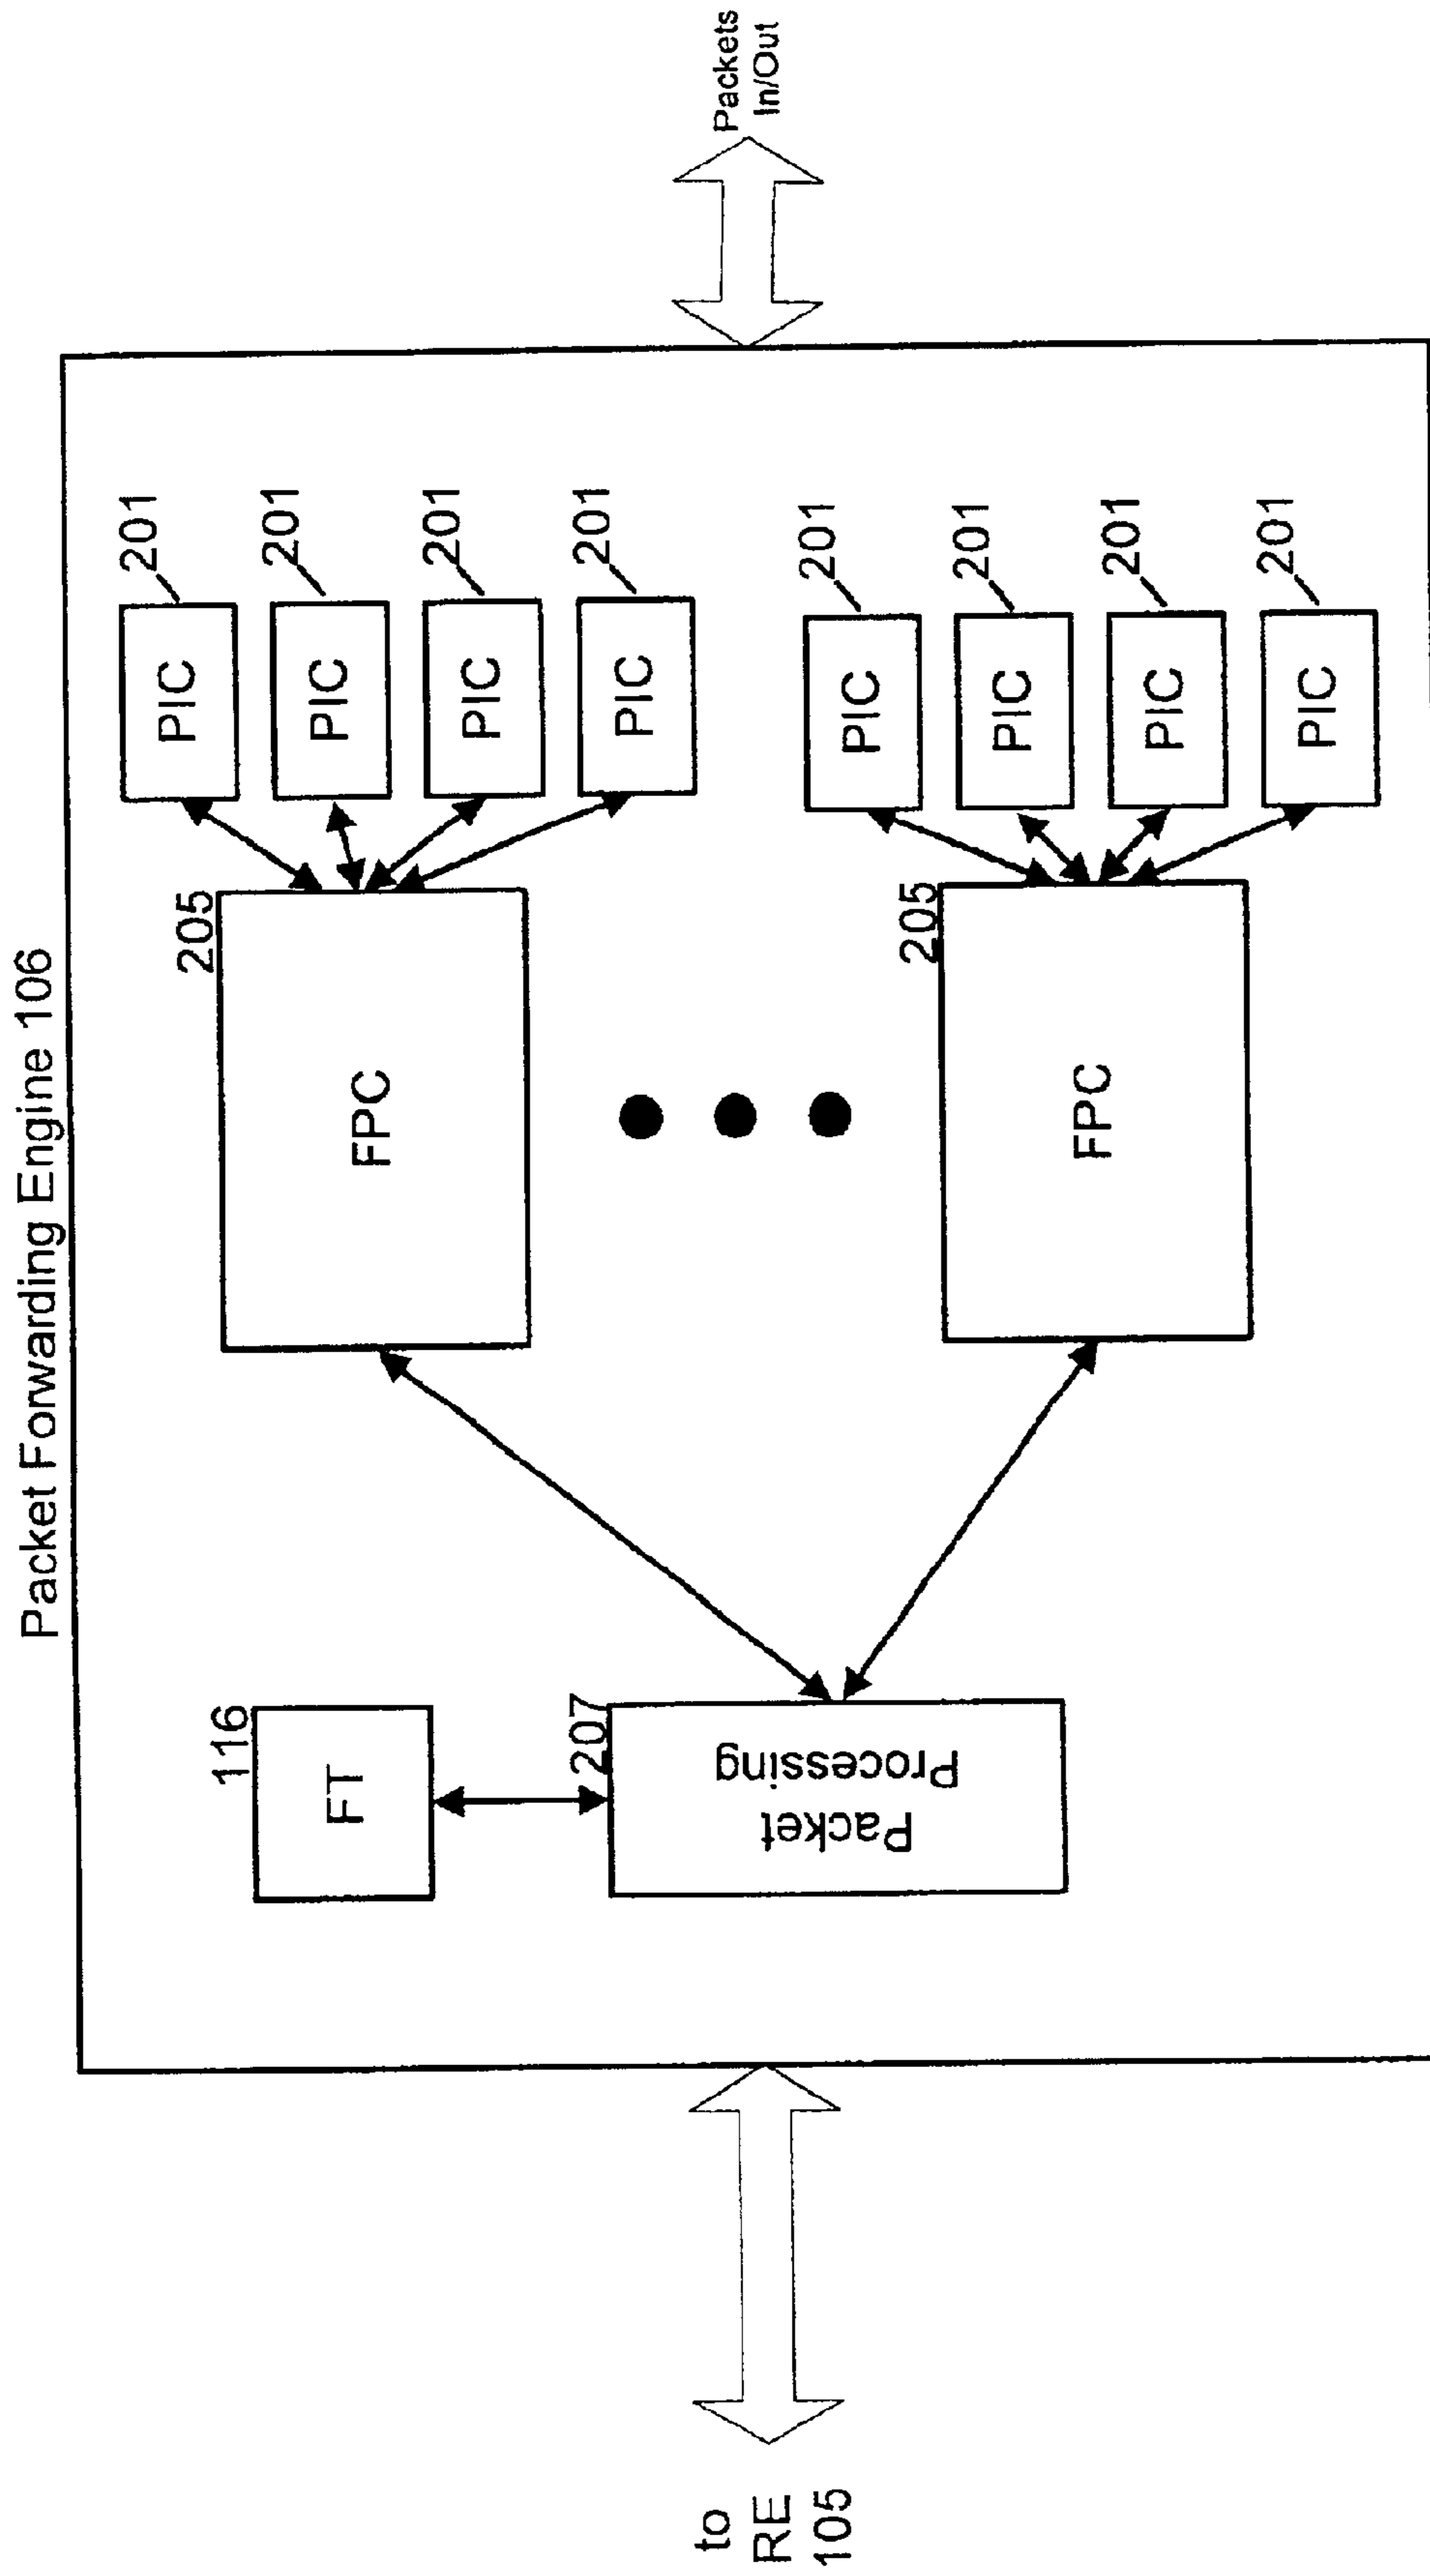 Packet Forwarding Engine 106
to
RE
105
116
FT
207
Packet
Processing
205
FPC
205
FPC
PIC
201
PIC
201
PIC
201
PIC
201
PIC
201
PIC
201
PIC
201
PIC
201
Packets
In/Out